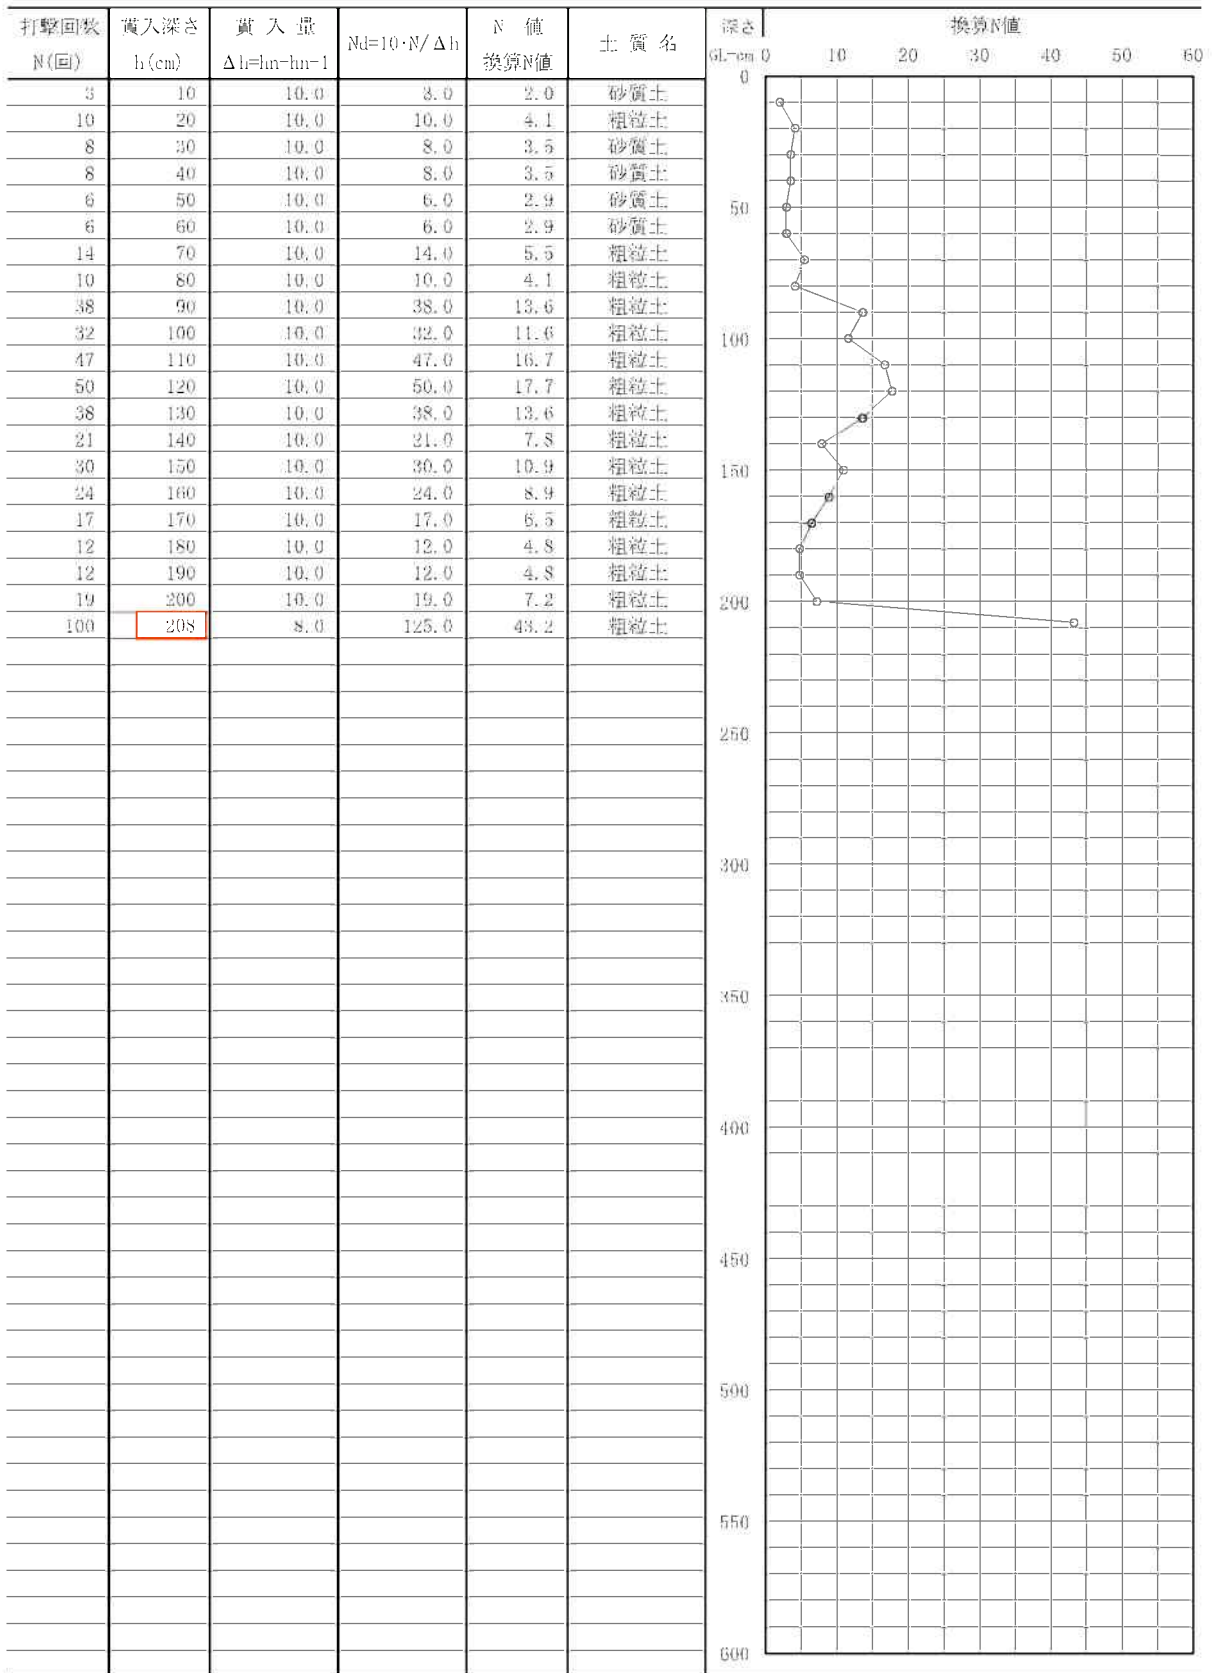 打撃回数 貫入深さ 貫 入 量 Nd=10·N/Δh N 値 土 質 名
N(回) h(cm) Δh=hn-hn-1 換算N値
3 10 10.0 3.0 2.0 砂質土
10 20 10.0 10.0 4.1 粗粒土
8 30 10.0 8.0 3.5 砂質土
8 40 10.0 8.0 3.5 砂質土
6 50 10.0 6.0 2.9 砂質土
6 60 10.0 6.0 2.9 砂質土
14 70 10.0 14.0 5.5 粗粒土
10 80 10.0 10.0 4.1 粗粒土
38 90 10.0 38.0 13.6 粗粒土
32 100 10.0 32.0 11.6 粗粒土
47 110 10.0 47.0 16.7 粗粒土
50 120 10.0 50.0 17.7 粗粒土
38 130 10.0 38.0 13.6 粗粒土
21 140 10.0 21.0 7.8 粗粒土
30 150 10.0 30.0 10.9 粗粒土
24 160 10.0 24.0 8.9 粗粒土
17 170 10.0 17.0 6.5 粗粒土
12 180 10.0 12.0 4.8 粗粒土
12 190 10.0 12.0 4.8 粗粒土
19 200 10.0 19.0 7.2 粗粒土
100 208 8.0 125.0 43.2 粗粒土
深さ 換算N値
GL-cm 0 10 20 30 40 50 60
0
50
100
150
200
250
300
350
400
450
500
550
600